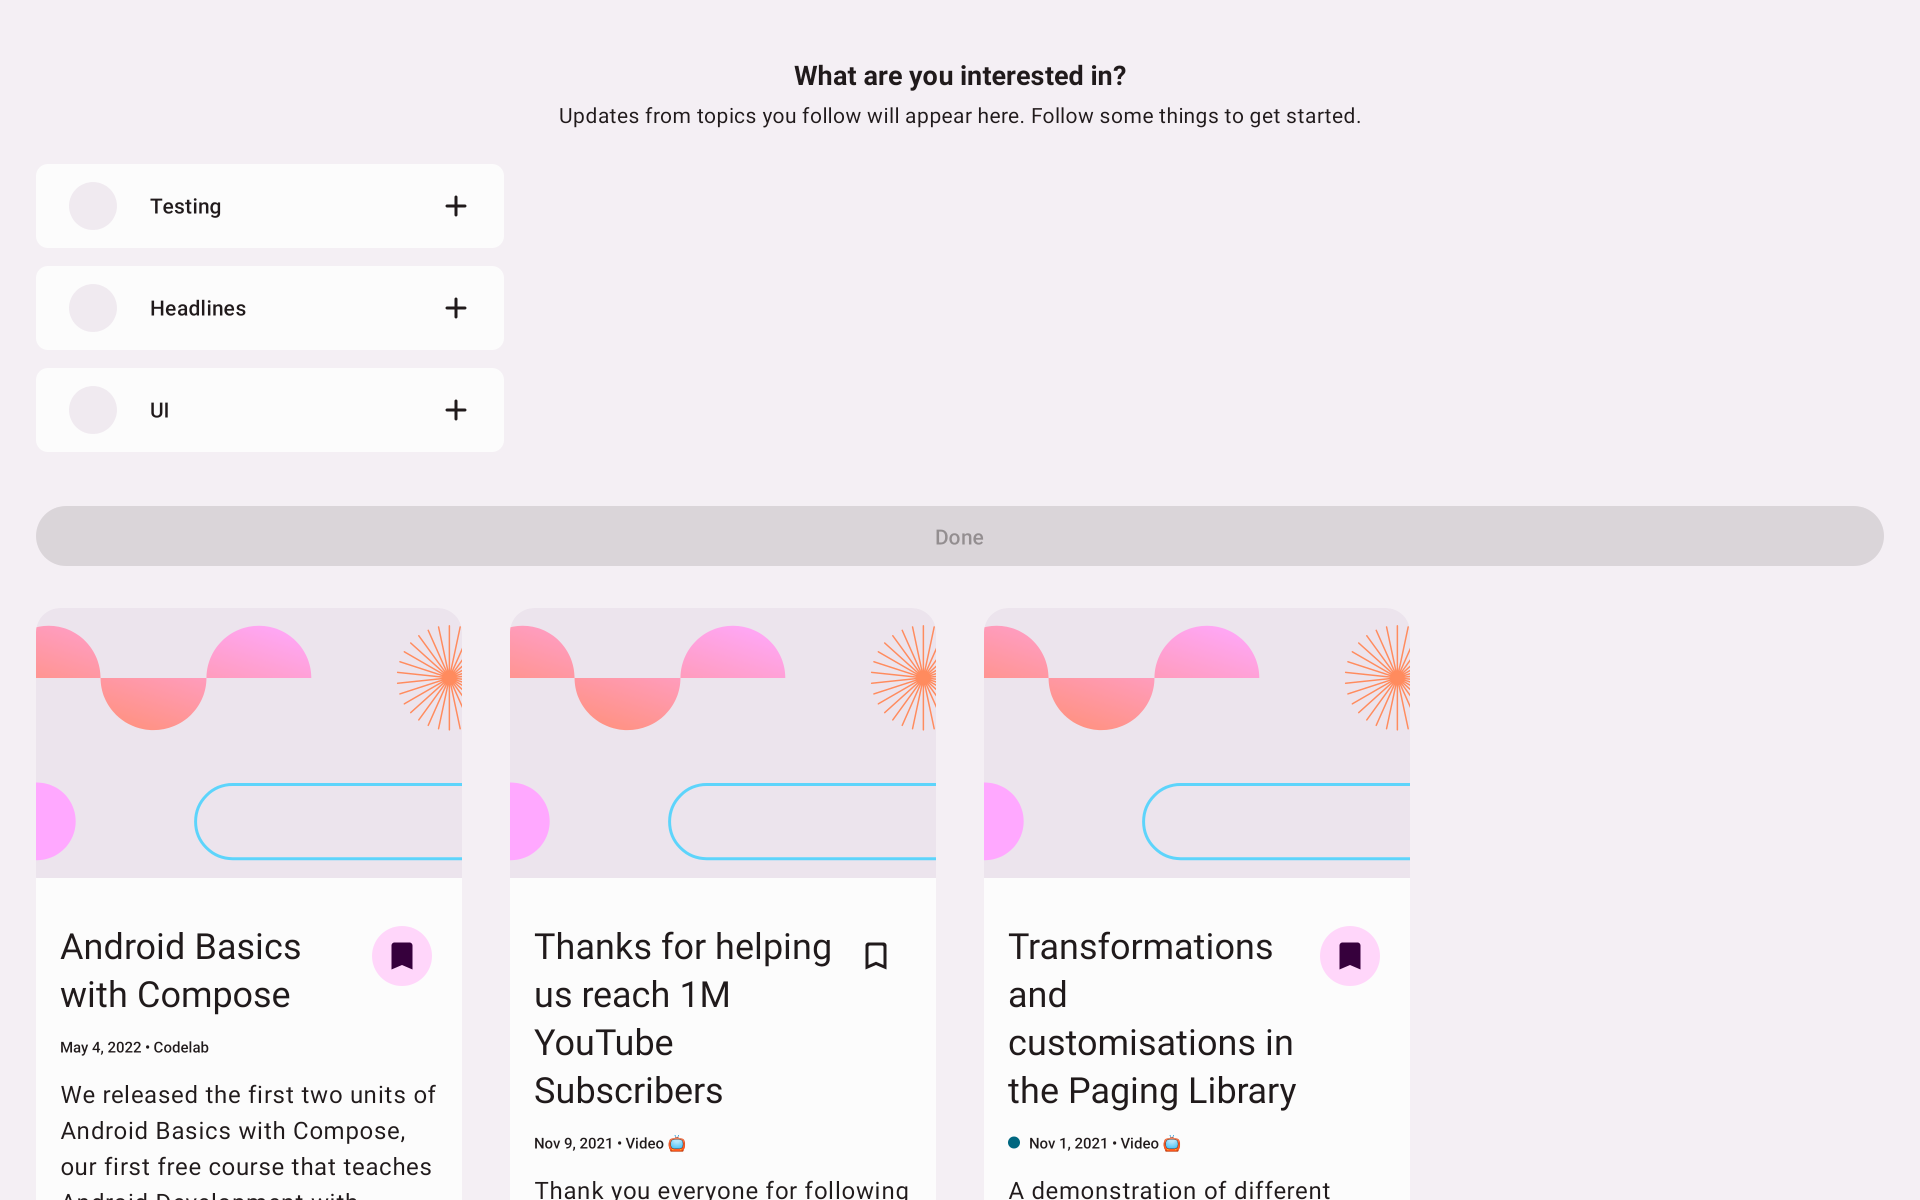 What are you interested in?
Updates from topics you follow will appear here. Follow some things to get started.
Testing
Headlines
UI
Done
Android Basics
with Compose
May 4, 2022 • Codelab
We released the first two units of
Android Basics with Compose,
our first free course that teaches
Android Development with
Thanks for helping
us reach 1M
YouTube
Subscribers
Nov 9, 2021 • Video 📺
Thank you everyone for following
Transformations
and
customisations in
the Paging Library
Nov 1, 2021 • Video 📺
A demonstration of different